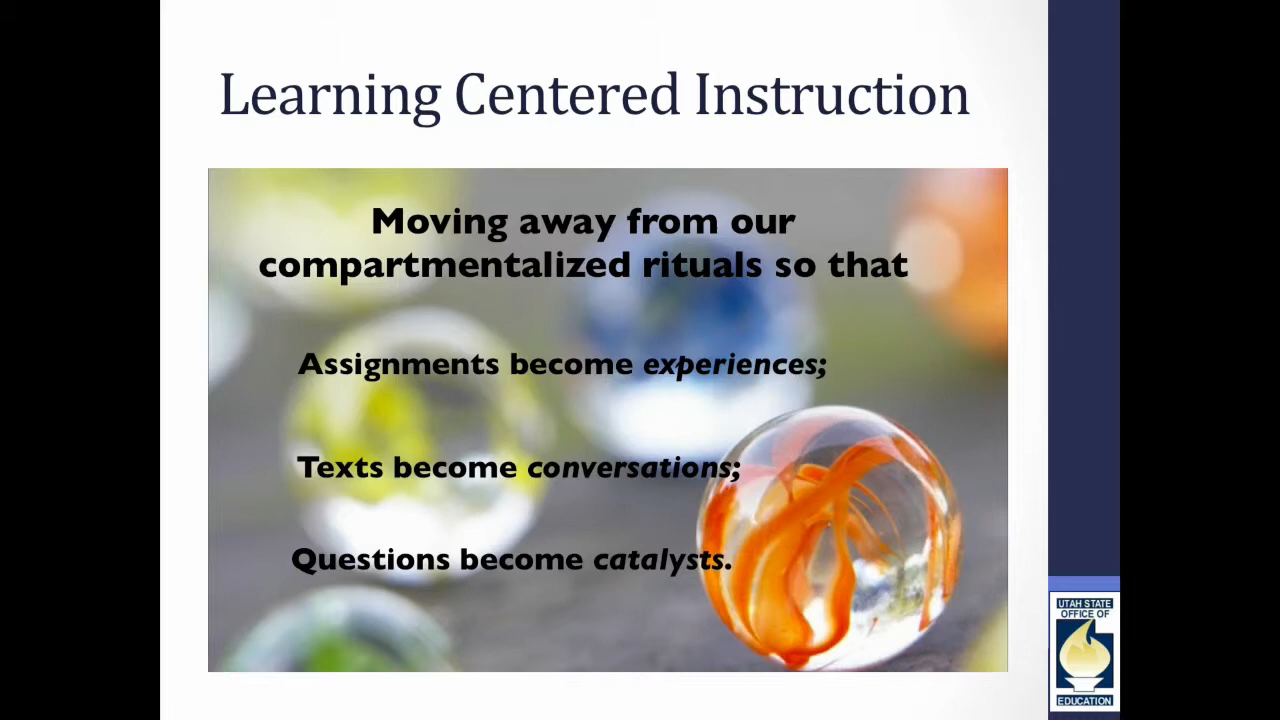 Learning Centered Instruction
Moving away from our
compartmentalized rituals so that
Assignments become experiences;
Texts become conversations;
Questions become catalysts.
UTAH STATE
OFFICE OF
EDUCATION